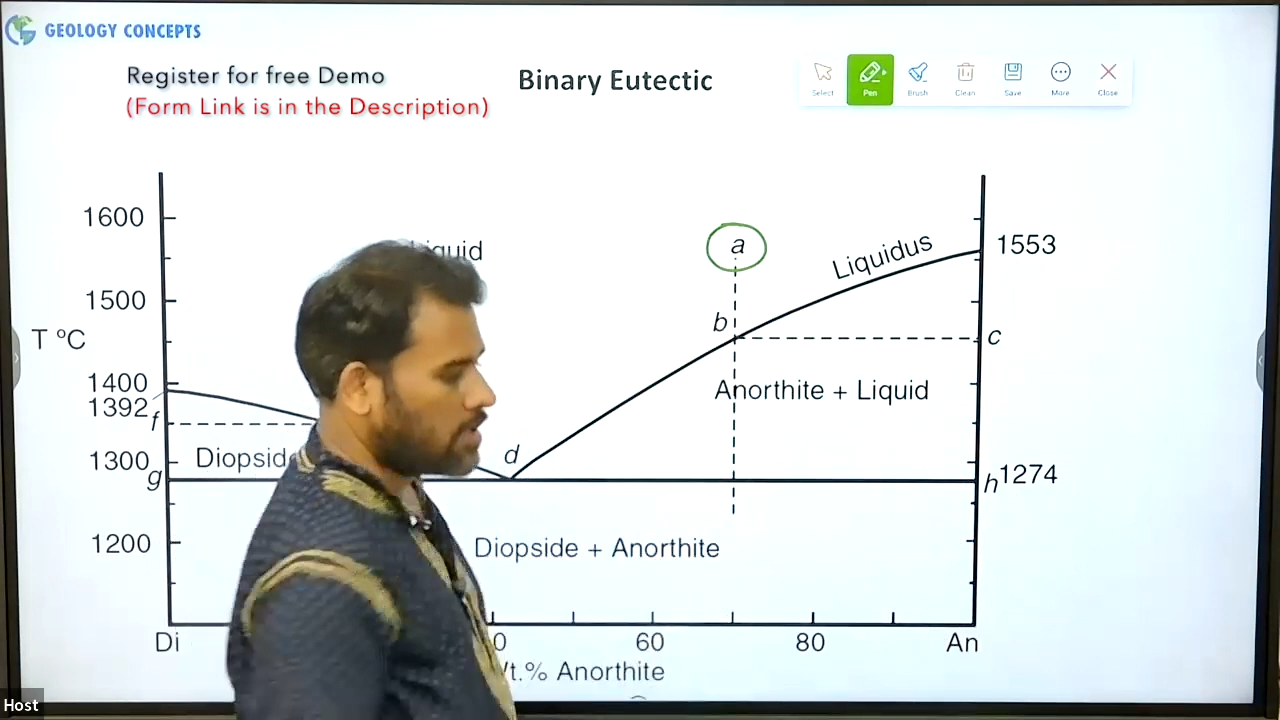 GEOLOGY CONCEPTS
Register for free Demo
(Form Link is in the Description)
Binary Eutectic
Select
Pen
Brush
Clean
Save
More
Close
1600
a
Liquidus
1553
1500
b
T ºC
c
1400
1392
f
Anorthite + Liquid
d
1300
g
h
1274
1200
Diopside + Anorthite
Di
60
80
An
Anorthite
Host